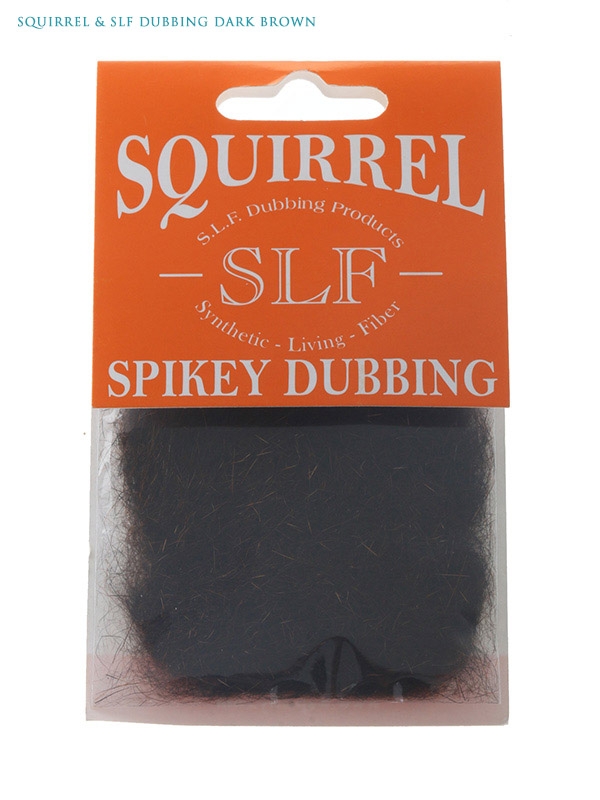 SQUIRREL & SLF DUBBING DARK BROWN
SQUIRREL
S.L.F. Dubbing Products
- SLF -
Synthetic - Living - Fiber
SPIKEY DUBBING